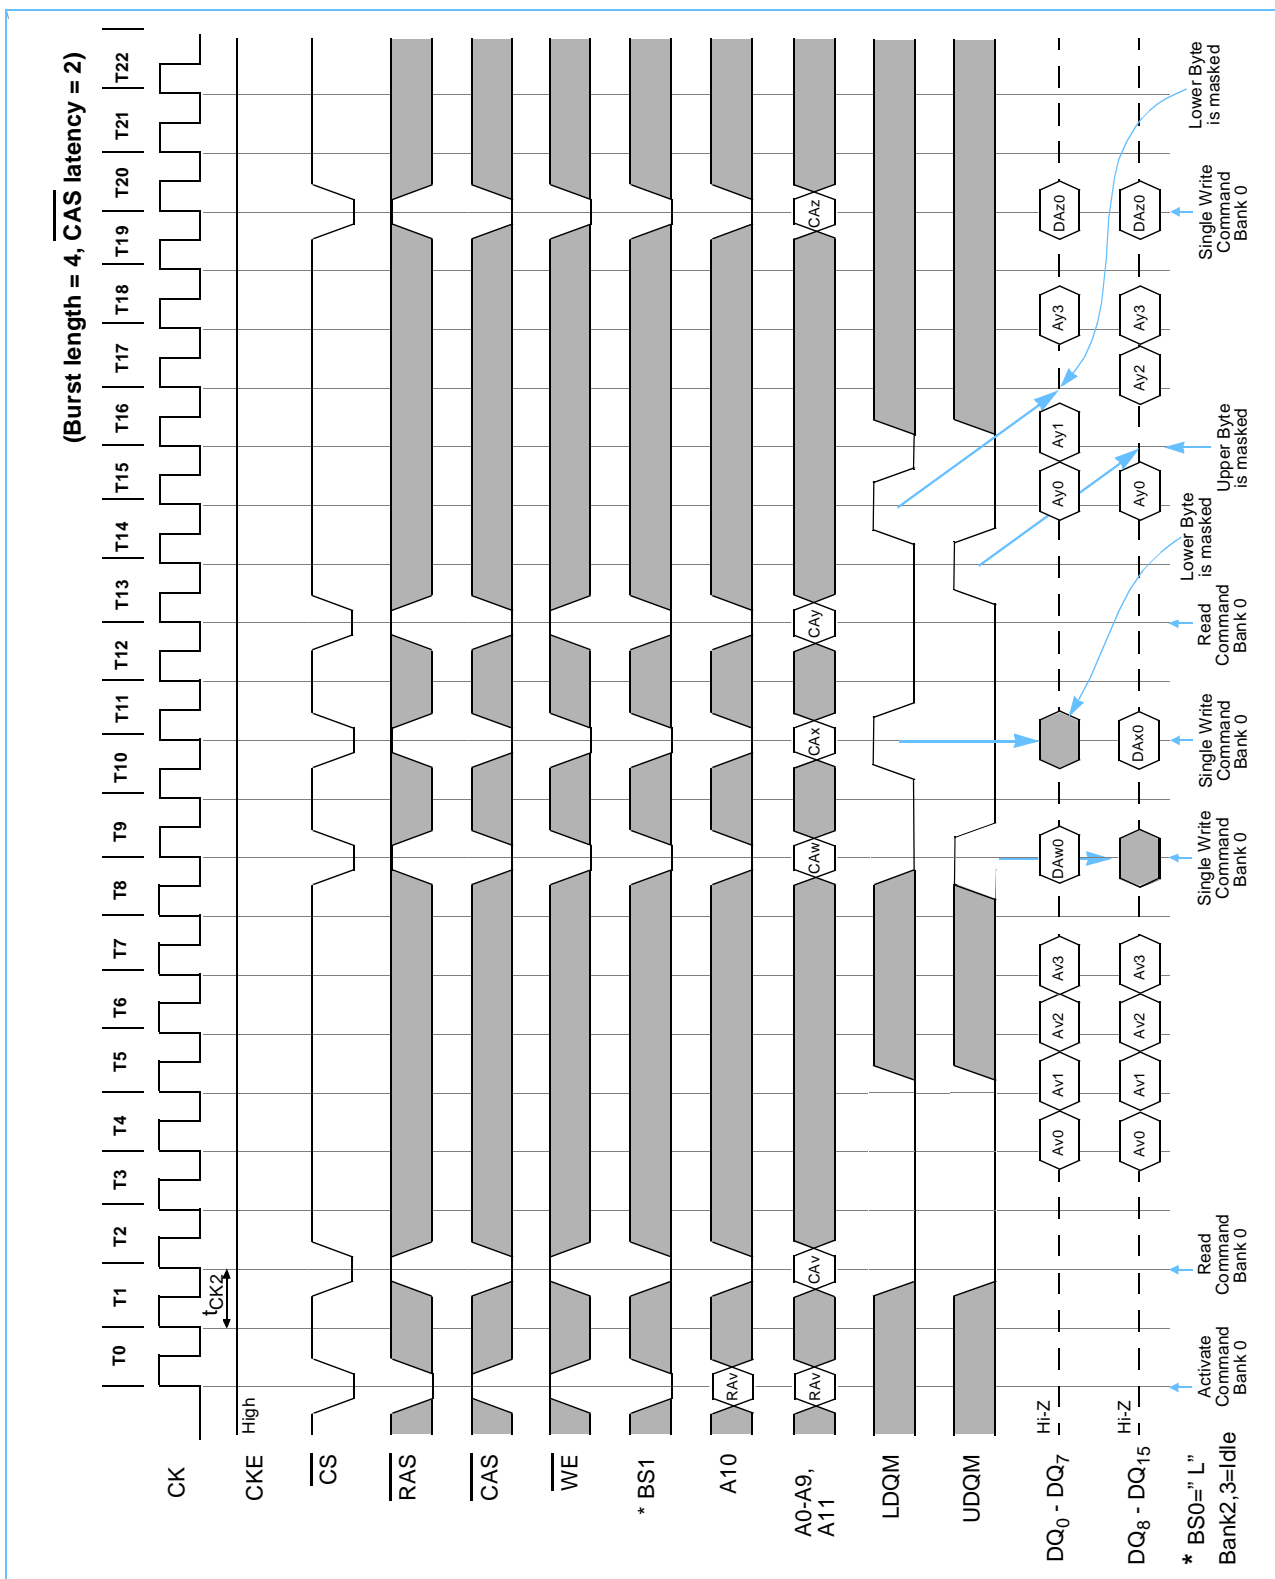 (Burst length = 4, CAS latency = 2)
T0 T1 T2 T3 T4 T5 T6 T7 T8 T9 T10 T11 T12 T13 T14 T15 T16 T17 T18 T19 T20 T21 T22
CK
tCK2
CKE
High
CS
RAS
CAS
WE
* BS1
A10
RAv
A0-A9,
A11
RAv CAv CAw CAx CAy CAz
LDQM
UDQM
DQ0 - DQ7
Hi-Z
Av0 Av1 Av2 Av3 DAw0 Ay0 Ay1 Ay3 DAz0
DQ8 - DQ15
Hi-Z
Av0 Av1 Av2 Av3 DAx0 Ay0 Ay2 Ay3 DAz0
* BS0=" L"
Bank2,3=Idle
Activate
Command
Bank 0
Read
Command
Bank 0
Single Write
Command
Bank 0
Single Write
Command
Bank 0
Read
Command
Bank 0
Single Write
Command
Bank 0
Lower Byte
is masked
Upper Byte
is masked
Lower Byte
is masked